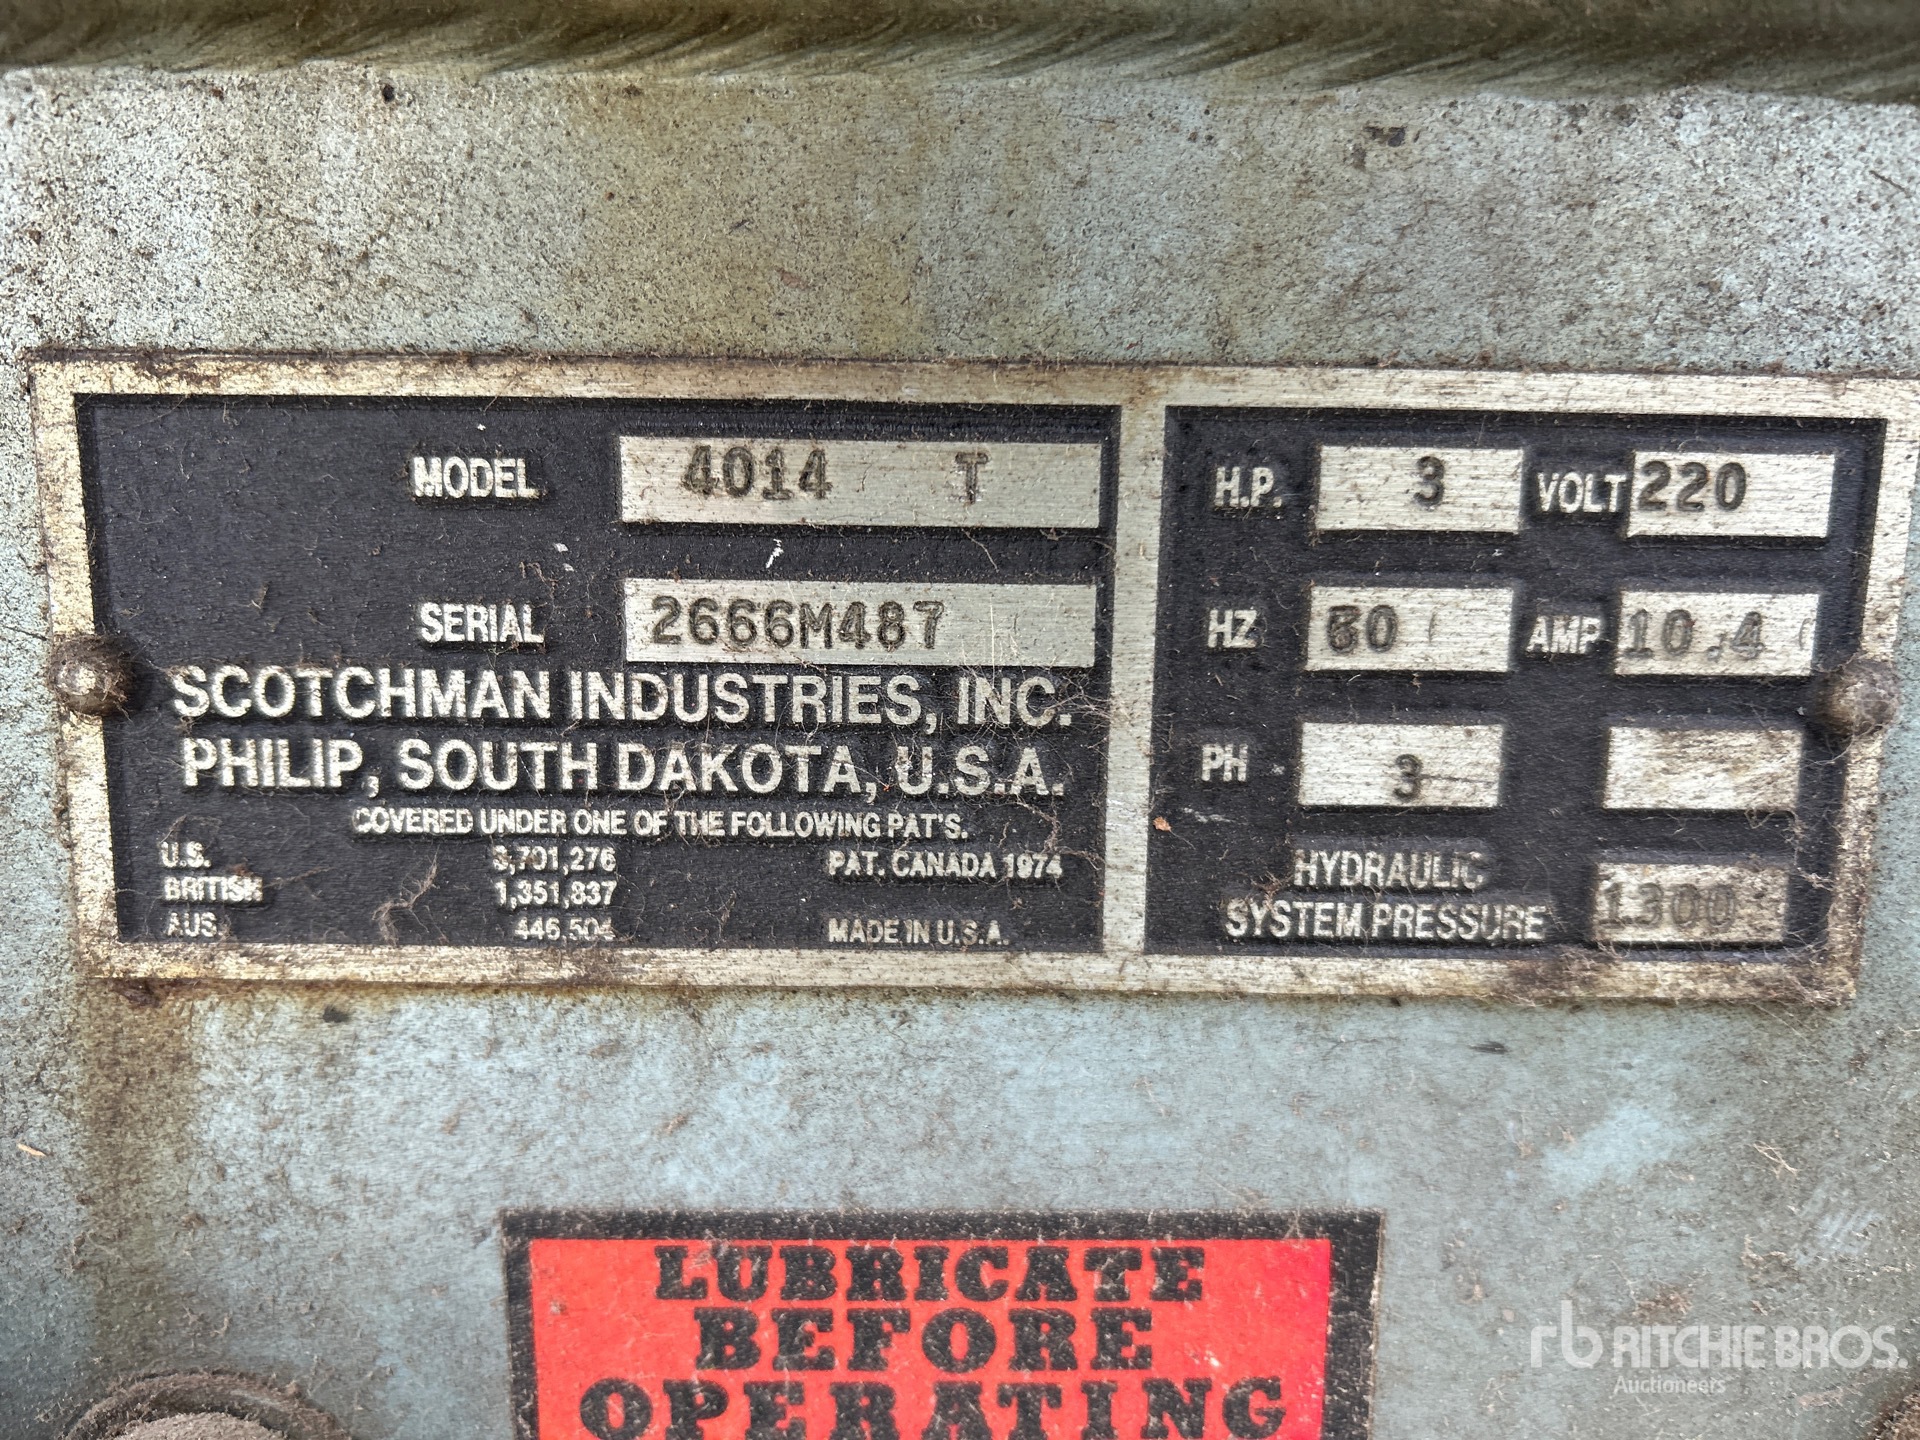 MODEL 4014 T
SERIAL 2666M487
SCOTCHMAN INDUSTRIES, INC.
PHILIP, SOUTH DAKOTA, U.S.A.
COVERED UNDER ONE OF THE FOLLOWING PAT'S.
U.S. 3,701,276 PAT. CANADA 1974
BRITISH 1,351,837
AUS. 446,504 MADE IN U.S.A.
H.P. 3 VOLT 220
HZ 60 AMP 10.4
PH 3
HYDRAULIC
SYSTEM PRESSURE 1300
LUBRICATE
BEFORE
OPERATING
rb RITCHIE BROS.
Auctioneers